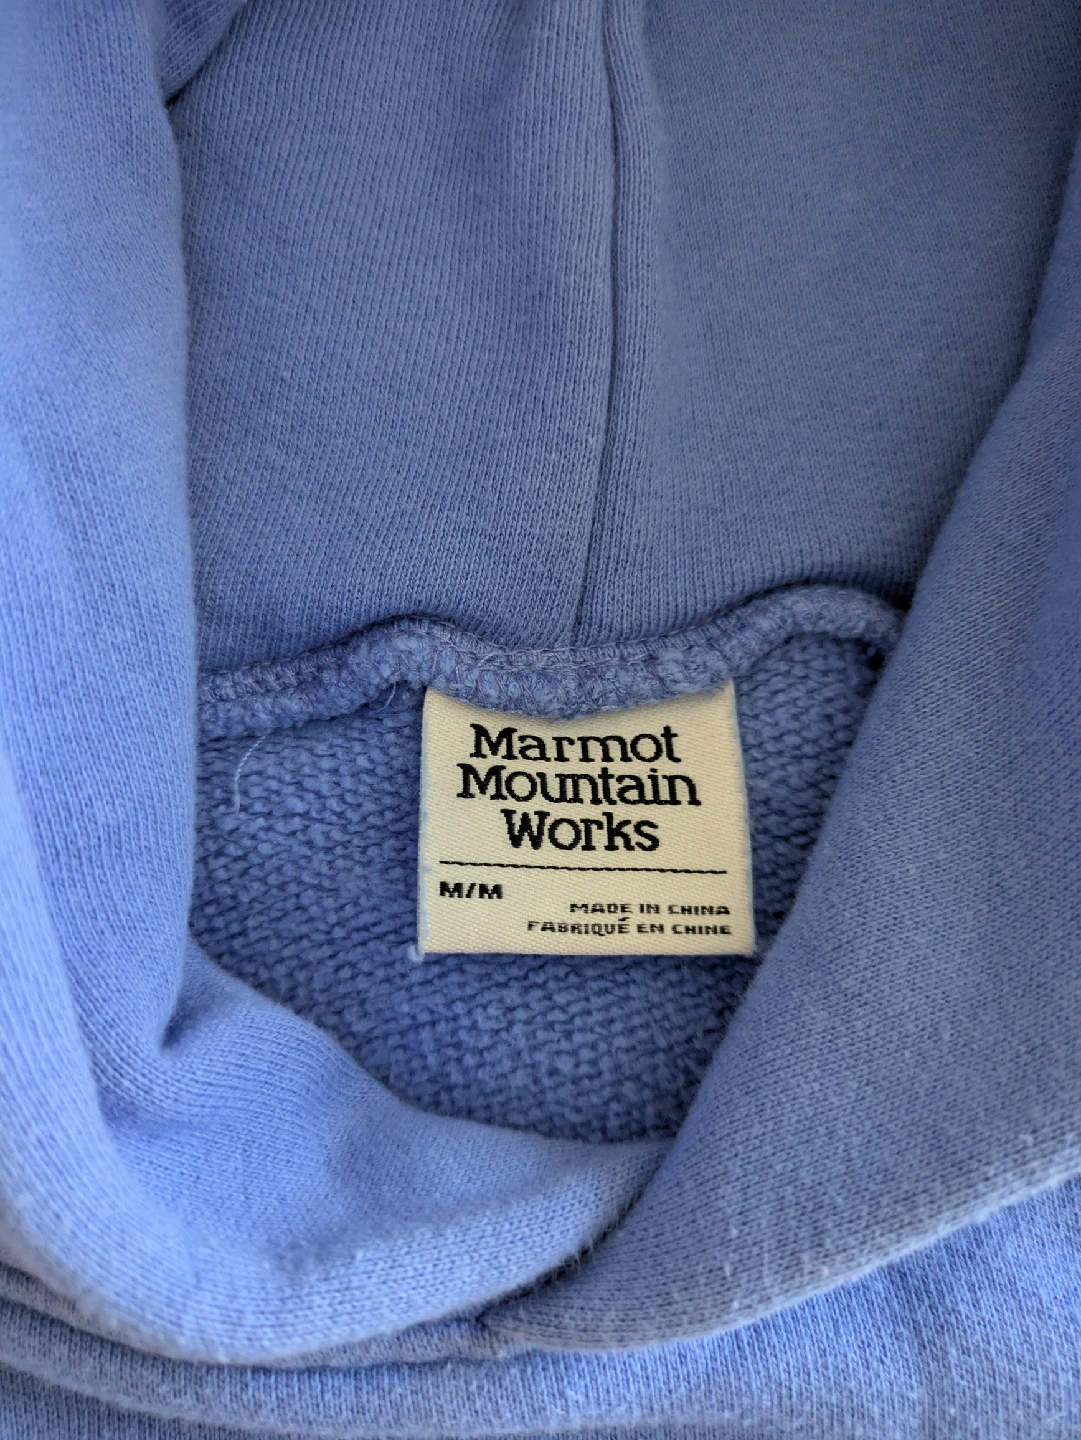 Marmot
Mountain
Works
M/M
MADE IN CHINA
FABRIQUÉ EN CHINE